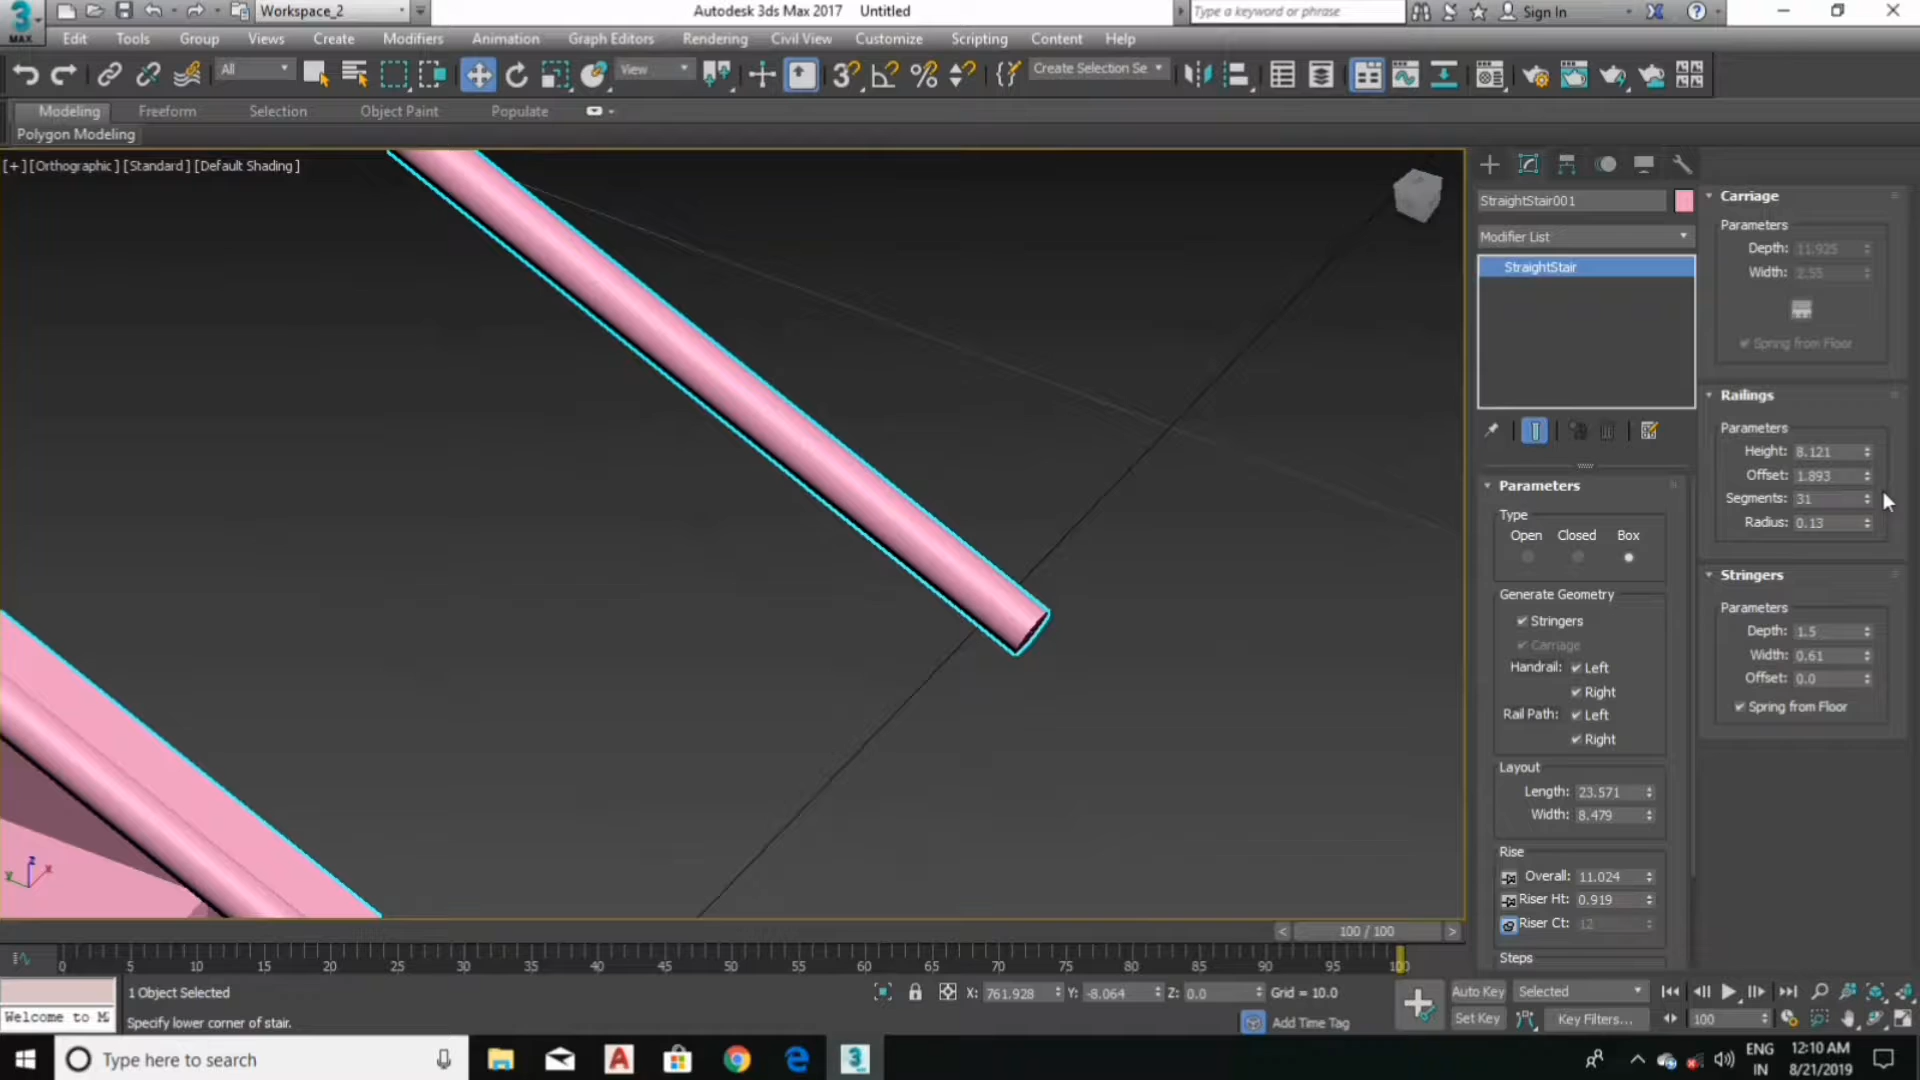 Workspace_2
Autodesk 3ds Max 2017 Untitled
Type a keyword or phrase
Sign In
MAX
Edit Tools Group Views Create Modifiers Animation Graph Editors Rendering Civil View Customize Scripting Content Help
All
View
Create Selection Se
Modeling Freeform Selection Object Paint Populate
Polygon Modeling
[+] [Orthographic] [Standard] [Default Shading]
StraightStair001
Modifier List
StraightStair
Parameters
Type
Open Closed Box
Generate Geometry
Stringers
Carriage
Handrail: Left
Right
Rail Path: Left
Right
Layout
Length: 23.571
Width: 8.479
Rise
Overall: 11.024
Riser Ht: 0.919
Riser Ct: 12
Steps
Carriage
Parameters
Depth: 11.925
Width: 2.55
Spring from Floor
Railings
Parameters
Height: 8.121
Offset: 1.893
Segments: 31
Radius: 0.13
Stringers
Parameters
Depth: 1.5
Width: 0.61
Offset: 0.0
Spring from Floor
z
x
y
< 100 / 100 >
0 5 10 15 20 25 30 35 40 45 50 55 60 65 70 75 80 85 90 95 100
1 Object Selected
X: 761.928 Y: -8.064 Z: 0.0 Grid = 10.0
Auto Key Selected
Welcome to M
Specify lower corner of stair.
Add Time Tag
Set Key Key Filters... 100
Type here to search
ENG
IN
12:10 AM
8/21/2019